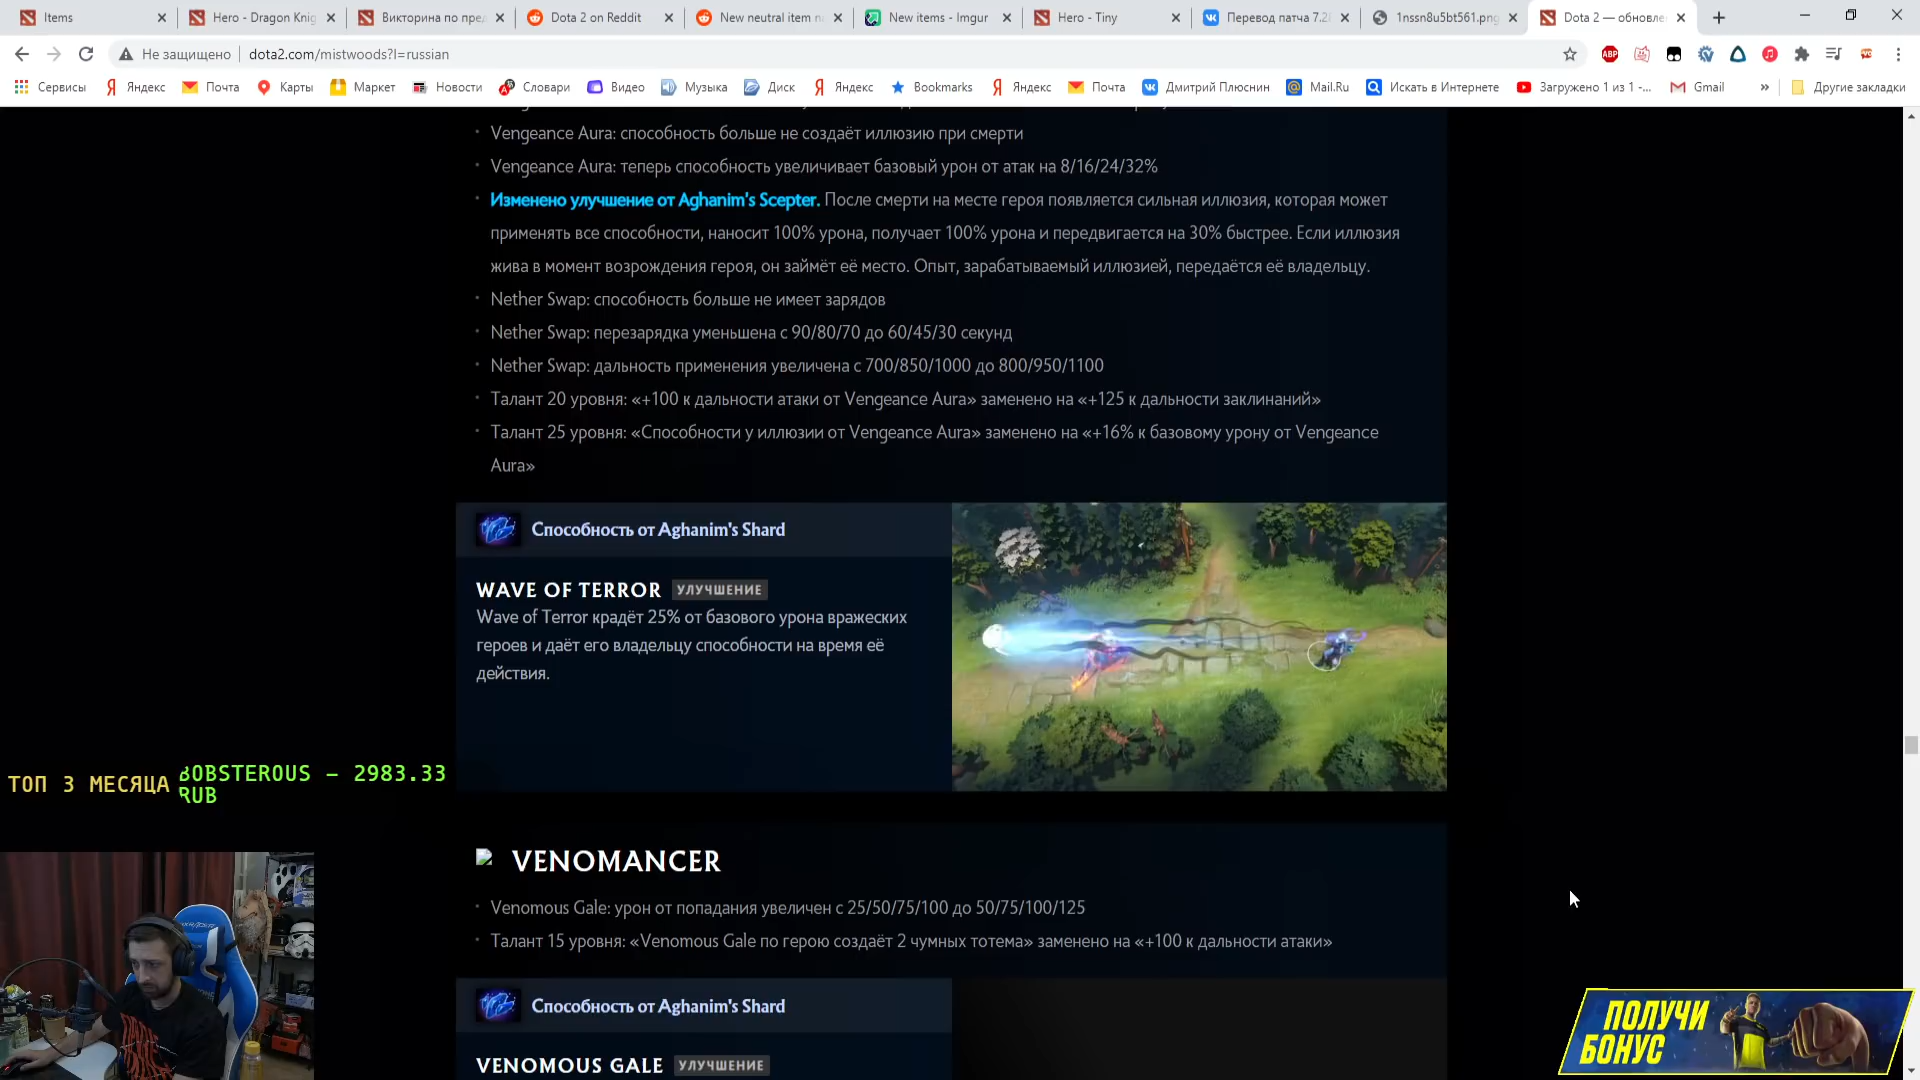 Items
Hero - Dragon Knig
Викторина по пред
Dota 2 on Reddit
New neutral item n
New items - Imgur
Hero - Tiny
Перевод патча 7.2
1nssn8u5bt561.png
Dota 2 — обновле
Не защищено
dota2.com/mistwoods?l=russian
ABP
Сервисы
Яндекс
Почта
Карты
Маркет
Новости
Словари
Видео
Музыка
Диск
Яндекс
Bookmarks
Яндекс
Почта
Дмитрий Плюснин
Mail.Ru
Искать в Интернете
Загружено 1 из 1 -...
Gmail
»
Другие закладки
Vengeance Aura: способность больше не создаёт иллюзию при смерти
Vengeance Aura: теперь способность увеличивает базовый урон от атак на 8/16/24/32%
Изменено улучшение от Aghanim's Scepter. После смерти на месте героя появляется сильная иллюзия, которая может
применять все способности, наносит 100% урона, получает 100% урона и передвигается на 30% быстрее. Если иллюзия
жива в момент возрождения героя, он займёт её место. Опыт, зарабатываемый иллюзией, передаётся её владельцу.
Nether Swap: способность больше не имеет зарядов
Nether Swap: перезарядка уменьшена с 90/80/70 до 60/45/30 секунд
Nether Swap: дальность применения увеличена с 700/850/1000 до 800/950/1100
Талант 20 уровня: «+100 к дальности атаки от Vengeance Aura» заменено на «+125 к дальности заклинаний»
Талант 25 уровня: «Способности у иллюзии от Vengeance Aura» заменено на «+16% к базовому урону от Vengeance
Aura»
Способность от Aghanim's Shard
WAVE OF TERROR УЛУЧШЕНИЕ
Wave of Terror крадёт 25% от базового урона вражеских
героев и даёт его владельцу способности на время её
действия.
ТОП 3 МЕСЯЦА
BOBSTEROUS – 2983.33
RUB
VENOMANCER
Venomous Gale: урон от попадания увеличен с 25/50/75/100 до 50/75/100/125
Талант 15 уровня: «Venomous Gale по герою создаёт 2 чумных тотема» заменено на «+100 к дальности атаки»
Способность от Aghanim's Shard
VENOMOUS GALE УЛУЧШЕНИЕ
ПОЛУЧИ
БОНУС